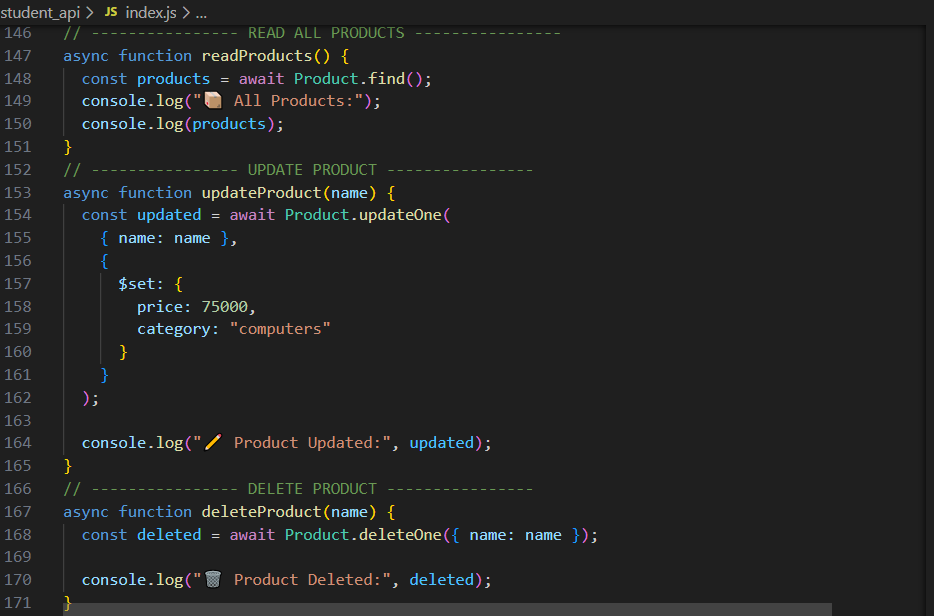 student_api > JS index.js > ...
146 // ---------------- READ ALL PRODUCTS ----------------
147 async function readProducts() {
148   const products = await Product.find();
149   console.log("📦 All Products:");
150   console.log(products);
151 }
152 // ---------------- UPDATE PRODUCT ----------------
153 async function updateProduct(name) {
154   const updated = await Product.updateOne(
155     { name: name },
156     {
157       $set: {
158         price: 75000,
159         category: "computers"
160       }
161     }
162   );
163
164   console.log("✏️ Product Updated:", updated);
165 }
166 // ---------------- DELETE PRODUCT ----------------
167 async function deleteProduct(name) {
168   const deleted = await Product.deleteOne({ name: name });
169
170   console.log("🗑️ Product Deleted:", deleted);
171 }